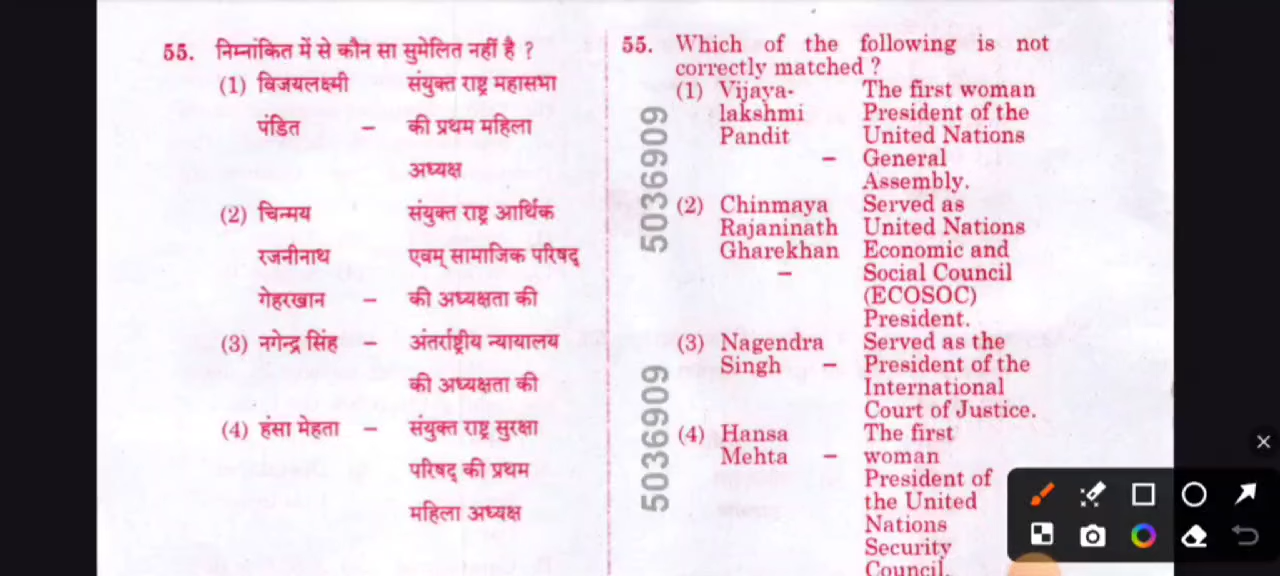 55. निम्नांकित में से कौन सा सुमेलित नहीं है ?
(1) विजयलक्ष्मी संयुक्त राष्ट्र महासभा
पंडित – की प्रथम महिला
अध्यक्ष
(2) चिन्मय संयुक्त राष्ट्र आर्थिक
रजनीनाथ एवम् सामाजिक परिषद्
गेहरखान – की अध्यक्षता की
(3) नगेन्द्र सिंह – अंतर्राष्ट्रीय न्यायालय
की अध्यक्षता की
(4) हंसा मेहता – संयुक्त राष्ट्र सुरक्षा
परिषद् की प्रथम
महिला अध्यक्ष
5036909
5036909
55. Which of the following is not
correctly matched ?
(1) Vijaya- The first woman
lakshmi President of the
Pandit United Nations
– General
Assembly.
(2) Chinmaya Served as
Rajaninath United Nations
Gharekhan Economic and
– Social Council
(ECOSOC)
President.
(3) Nagendra Served as the
Singh – President of the
International
Court of Justice.
(4) Hansa The first
Mehta – woman
President of
the United
Nations
Security
Council.